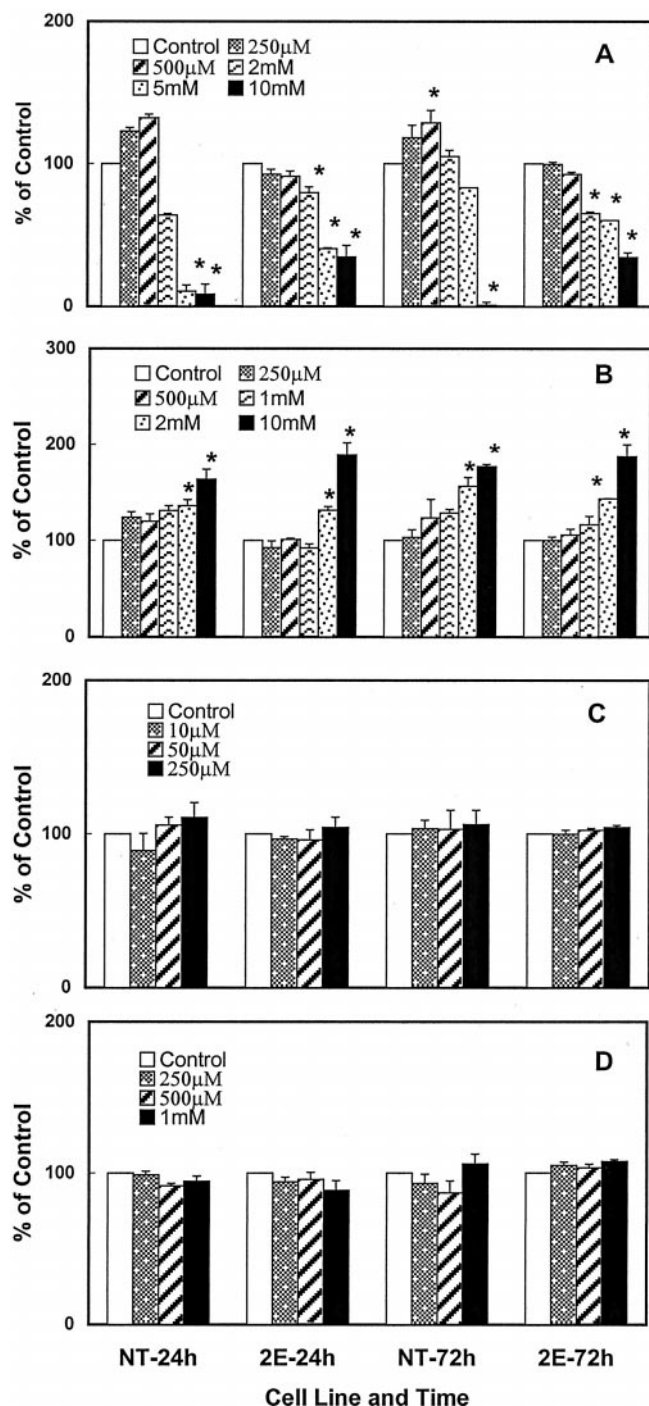 200
Control 250µM
500µM 2mM
5mM 10mM
A
*
*
* *
100
% of Control
* *
* *
*
*
0
300
Control 250µM
500µM 1mM
2mM 10mM
B
200
* * * *
* * * *
% of Control
100
0
200
Control
10µM
50µM
250µM
C
% of Control
100
0
200
Control
250µM
500µM
1mM
D
% of Control
100
0
NT-24h 2E-24h NT-72h 2E-72h
Cell Line and Time